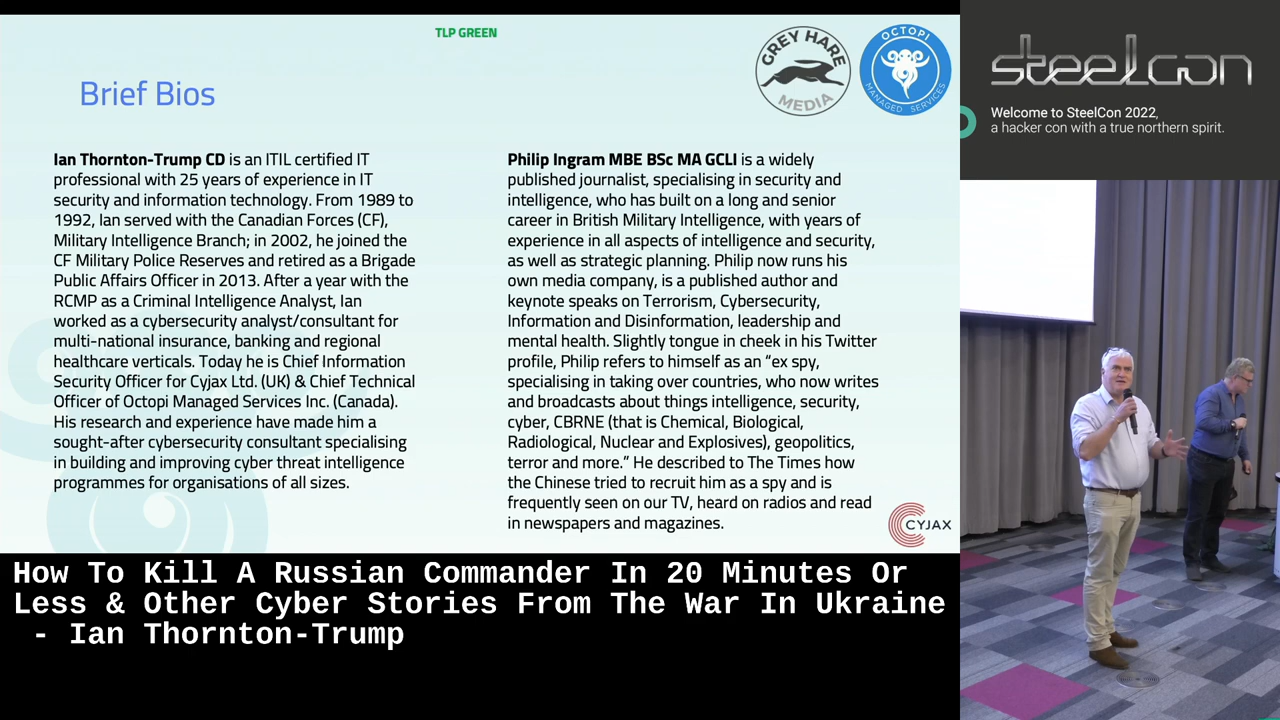 TLP GREEN
GREY HARE
MEDIA
OCTOPI
MANAGED SERVICES
steelcon
Welcome to SteelCon 2022,
a hacker con with a true northern spirit.
Brief Bios
Ian Thornton-Trump CD is an ITIL certified IT
professional with 25 years of experience in IT
security and information technology. From 1989 to
1992, Ian served with the Canadian Forces (CF),
Military Intelligence Branch; in 2002, he joined the
CF Military Police Reserves and retired as a Brigade
Public Affairs Officer in 2013. After a year with the
RCMP as a Criminal Intelligence Analyst, Ian
worked as a cybersecurity analyst/consultant for
multi-national insurance, banking and regional
healthcare verticals. Today he is Chief Information
Security Officer for Cyjax Ltd. (UK) & Chief Technical
Officer of Octopi Managed Services Inc. (Canada).
His research and experience have made him a
sought-after cybersecurity consultant specialising
in building and improving cyber threat intelligence
programmes for organisations of all sizes.
Philip Ingram MBE BSc MA GCLI is a widely
published journalist, specialising in security and
intelligence, who has built on a long and senior
career in British Military Intelligence, with years of
experience in all aspects of intelligence and security,
as well as strategic planning. Philip now runs his
own media company, is a published author and
keynote speaks on Terrorism, Cybersecurity,
Information and Disinformation, leadership and
mental health. Slightly tongue in cheek in his Twitter
profile, Philip refers to himself as an “ex spy,
specialising in taking over countries, who now writes
and broadcasts about things intelligence, security,
cyber, CBRNE (that is Chemical, Biological,
Radiological, Nuclear and Explosives), geopolitics,
terror and more.” He described to The Times how
the Chinese tried to recruit him as a spy and is
frequently seen on our TV, heard on radios and read
in newspapers and magazines.
CYJAX
How To Kill A Russian Commander In 20 Minutes Or
Less & Other Cyber Stories From The War In Ukraine
- Ian Thornton-Trump